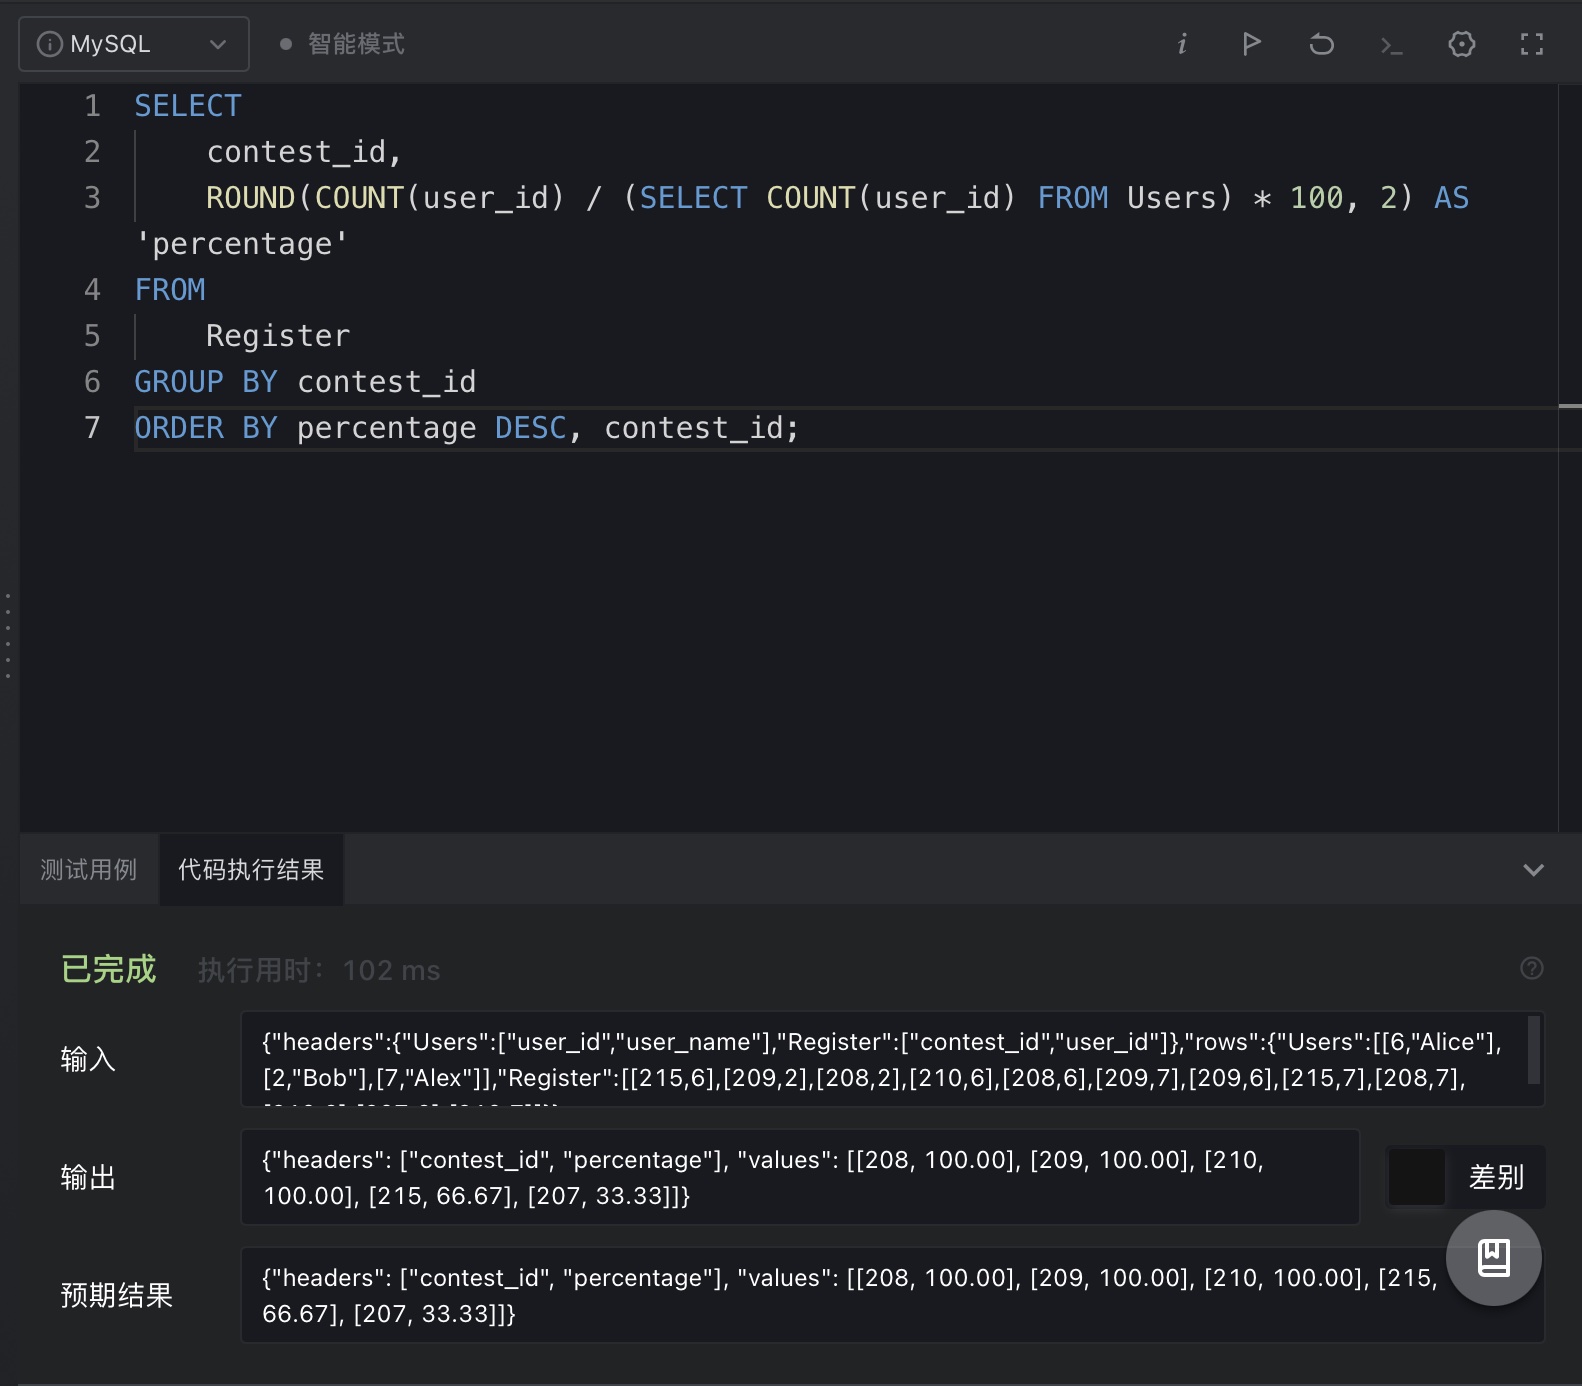 MySQL
智能模式
1 SELECT
2 contest_id,
3 ROUND(COUNT(user_id) / (SELECT COUNT(user_id) FROM Users) * 100, 2) AS
'percentage'
4 FROM
5 Register
6 GROUP BY contest_id
7 ORDER BY percentage DESC, contest_id;
测试用例 代码执行结果
已完成 执行用时： 102 ms
输入
{"headers":{"Users":["user_id","user_name"],"Register":["contest_id","user_id"]},"rows":{"Users":[[6,"Alice"],
[2,"Bob"],[7,"Alex"]],"Register":[[215,6],[209,2],[208,2],[210,6],[208,6],[209,7],[209,6],[215,7],[208,7],
输出
{"headers": ["contest_id", "percentage"], "values": [[208, 100.00], [209, 100.00], [210,
100.00], [215, 66.67], [207, 33.33]]}
差别
预期结果
{"headers": ["contest_id", "percentage"], "values": [[208, 100.00], [209, 100.00], [210, 100.00], [215,
66.67], [207, 33.33]]}